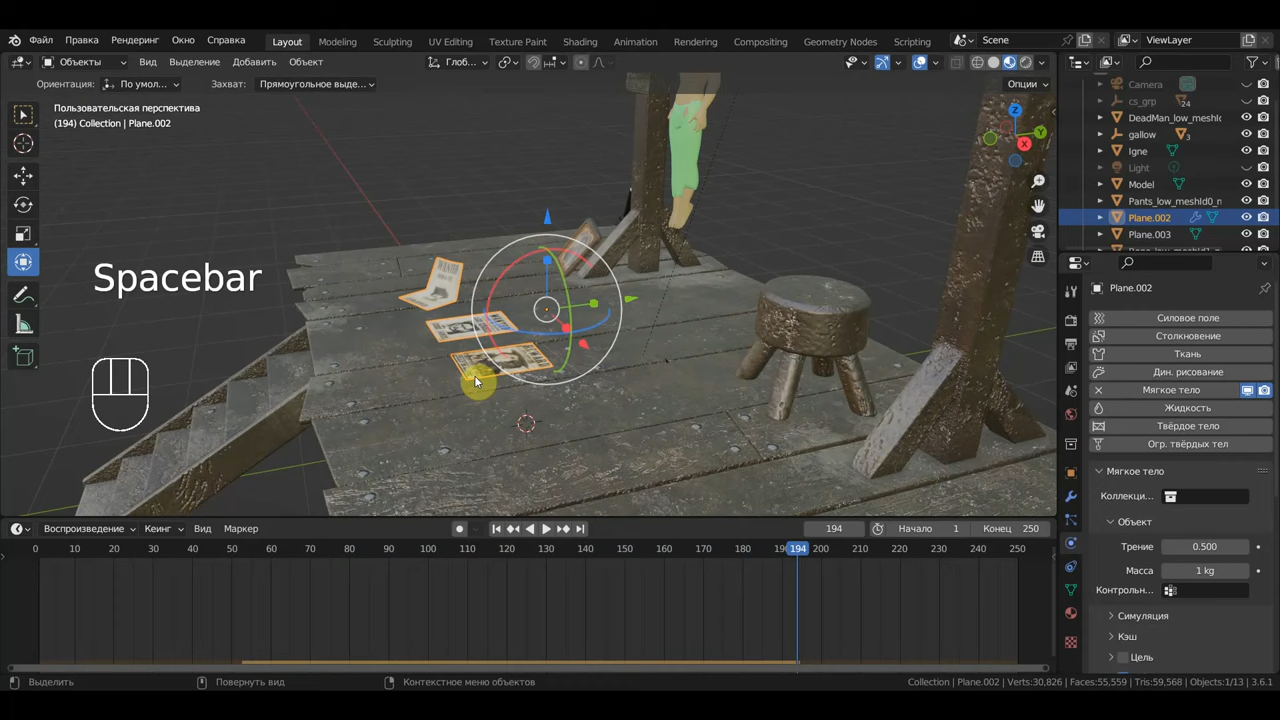 Файл Правка Рендеринг Окно Справка Layout Modeling Sculpting UV Editing Texture Paint Shading Animation Rendering Compositing Geometry Nodes Scripting Scene ViewLayer
Объекты Вид Выделение Добавить Объект Глоб...
Ориентация: По умол... Захват: Прямоугольное выде... Опции
Пользовательская перспектива
(194) Collection | Plane.002
Z
Y
X
Camera
cs_grp 24
DeadMan_low_meshId
gallow 3
Igne
Light
Model
Pants_low_meshId0_n
Plane.002
Plane.003
Spacebar
WANTED
Plane.002
Силовое поле
Столкновение
Ткань
Дин. рисование
Мягкое тело
Жидкость
Твёрдое тело
Огр. твёрдых тел
Мягкое тело
Коллекци...
Объект
Трение 0.500
Масса 1 kg
Контрольн...
Симуляция
Кэш
Цель
Воспроизведение Кеинг Вид Маркер 194 Начало 1 Конец 250
0 10 20 30 40 50 60 70 80 90 100 110 120 130 140 150 160 170 180 194 200 210 220 230 240 250
Выделить Повернуть вид Контекстное меню объектов Collection | Plane.002 | Verts:30,826 | Faces:55,559 | Tris:59,568 | Objects:1/13 | 3.6.1